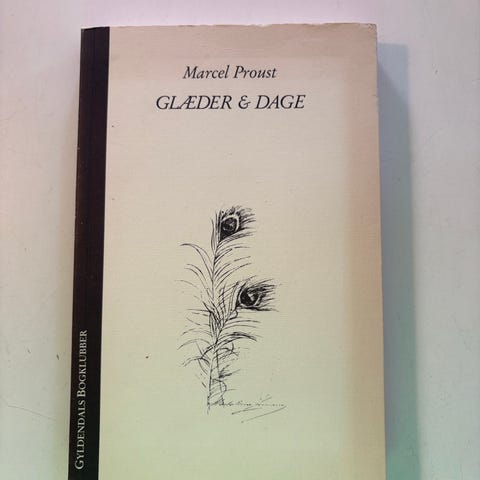 Marcel Proust
GLÆDER & DAGE
GYLDENDALS BOGKLUBBER